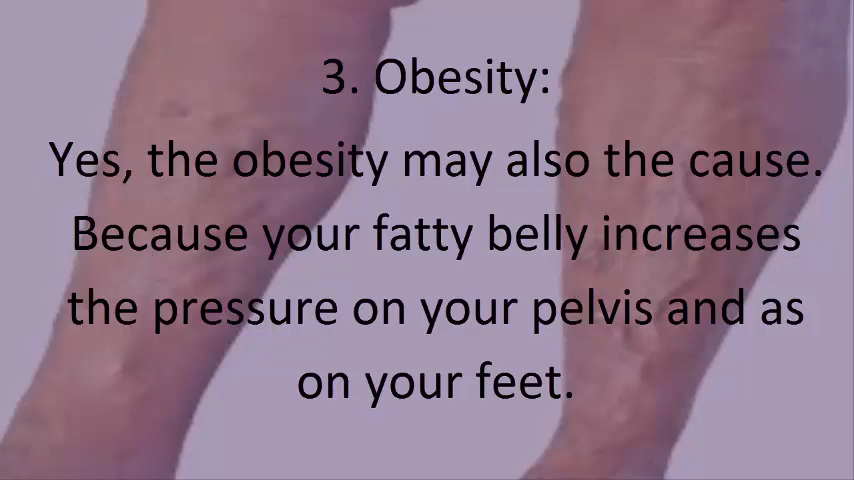 3. Obesity:
Yes, the obesity may also the cause.
Because your fatty belly increases
the pressure on your pelvis and as
on your feet.